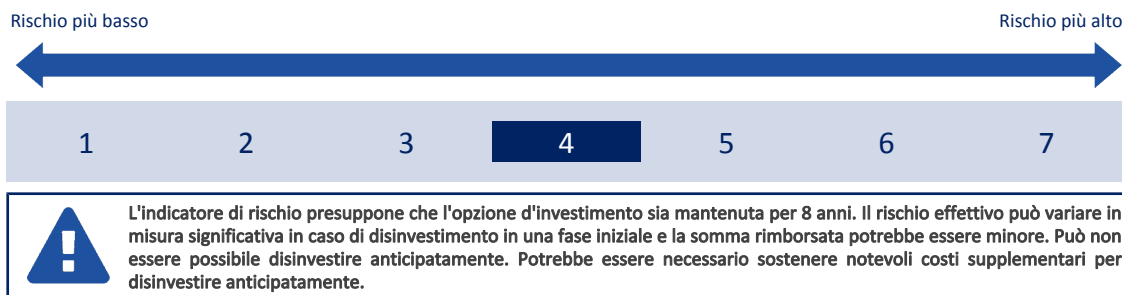 Rischio più basso Rischio più alto
1 2 3 4 5 6 7
L'indicatore di rischio presuppone che l'opzione d'investimento sia mantenuta per 8 anni. Il rischio effettivo può variare in
misura significativa in caso di disinvestimento in una fase iniziale e la somma rimborsata potrebbe essere minore. Può non
essere possibile disinvestire anticipatamente. Potrebbe essere necessario sostenere notevoli costi supplementari per
disinvestire anticipatamente.